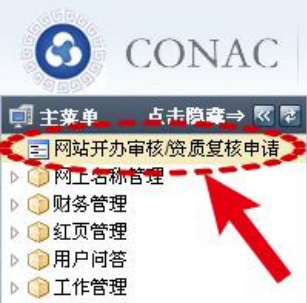 CONAC
主菜单 点击隐藏⇒
网站开办审核/资质复核申请
网上名称管理
财务管理
红页管理
用户问答
工作管理